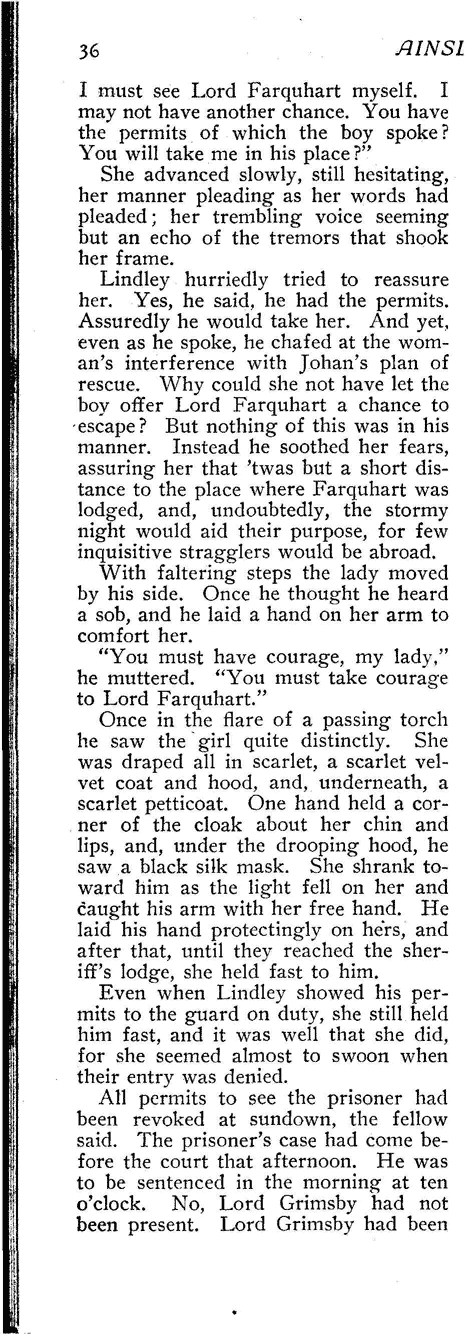 36
AINSL
I must see Lord Farquhart myself. I
may not have another chance. You have
the permits of which the boy spoke?
You will take me in his place?"
She advanced slowly, still hesitating,
her manner pleading as her words had
pleaded; her trembling voice seeming
but an echo of the tremors that shook
her frame.
Lindley hurriedly tried to reassure
her. Yes, he said, he had the permits.
Assuredly he would take her. And yet,
even as he spoke, he chafed at the wom-
an's interference with Johan's plan of
rescue. Why could she not have let the
boy offer Lord Farquhart a chance to
escape? But nothing of this was in his
manner. Instead he soothed her fears,
assuring her that 'twas but a short dis-
tance to the place where Farquhart was
lodged, and, undoubtedly, the stormy
night would aid their purpose, for few
inquisitive stragglers would be abroad.
With faltering steps the lady moved
by his side. Once he thought he heard
a sob, and he laid a hand on her arm to
comfort her.
"You must have courage, my lady,"
he muttered. "You must take courage
to Lord Farquhart."
Once in the flare of a passing torch
he saw the girl quite distinctly. She
was draped all in scarlet, a scarlet vel-
vet coat and hood, and, underneath, a
scarlet petticoat. One hand held a cor-
ner of the cloak about her chin and
lips, and, under the drooping hood, he
saw a black silk mask. She shrank to-
ward him as the light fell on her and
caught his arm with her free hand. He
laid his hand protectingly on hers, and
after that, until they reached the sher-
iff's lodge, she held fast to him.
Even when Lindley showed his per-
mits to the guard on duty, she still held
him fast, and it was well that she did,
for she seemed almost to swoon when
their entry was denied.
All permits to see the prisoner had
been revoked at sundown, the fellow
said. The prisoner's case had come be-
fore the court that afternoon. He was
to be sentenced in the morning at ten
o'clock. No, Lord Grimsby had not
been present. Lord Grimsby had been